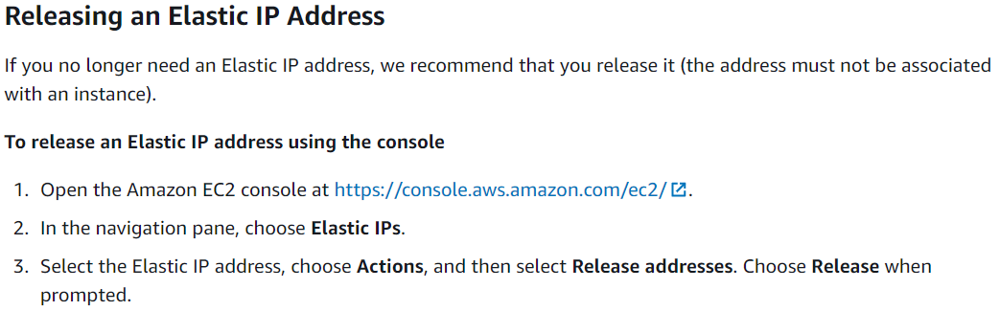 Releasing an Elastic IP Address
If you no longer need an Elastic IP address, we recommend that you release it (the address must not be associated
with an instance).
To release an Elastic IP address using the console
1. Open the Amazon EC2 console at https://console.aws.amazon.com/ec2/.
2. In the navigation pane, choose Elastic IPs.
3. Select the Elastic IP address, choose Actions, and then select Release addresses. Choose Release when
prompted.